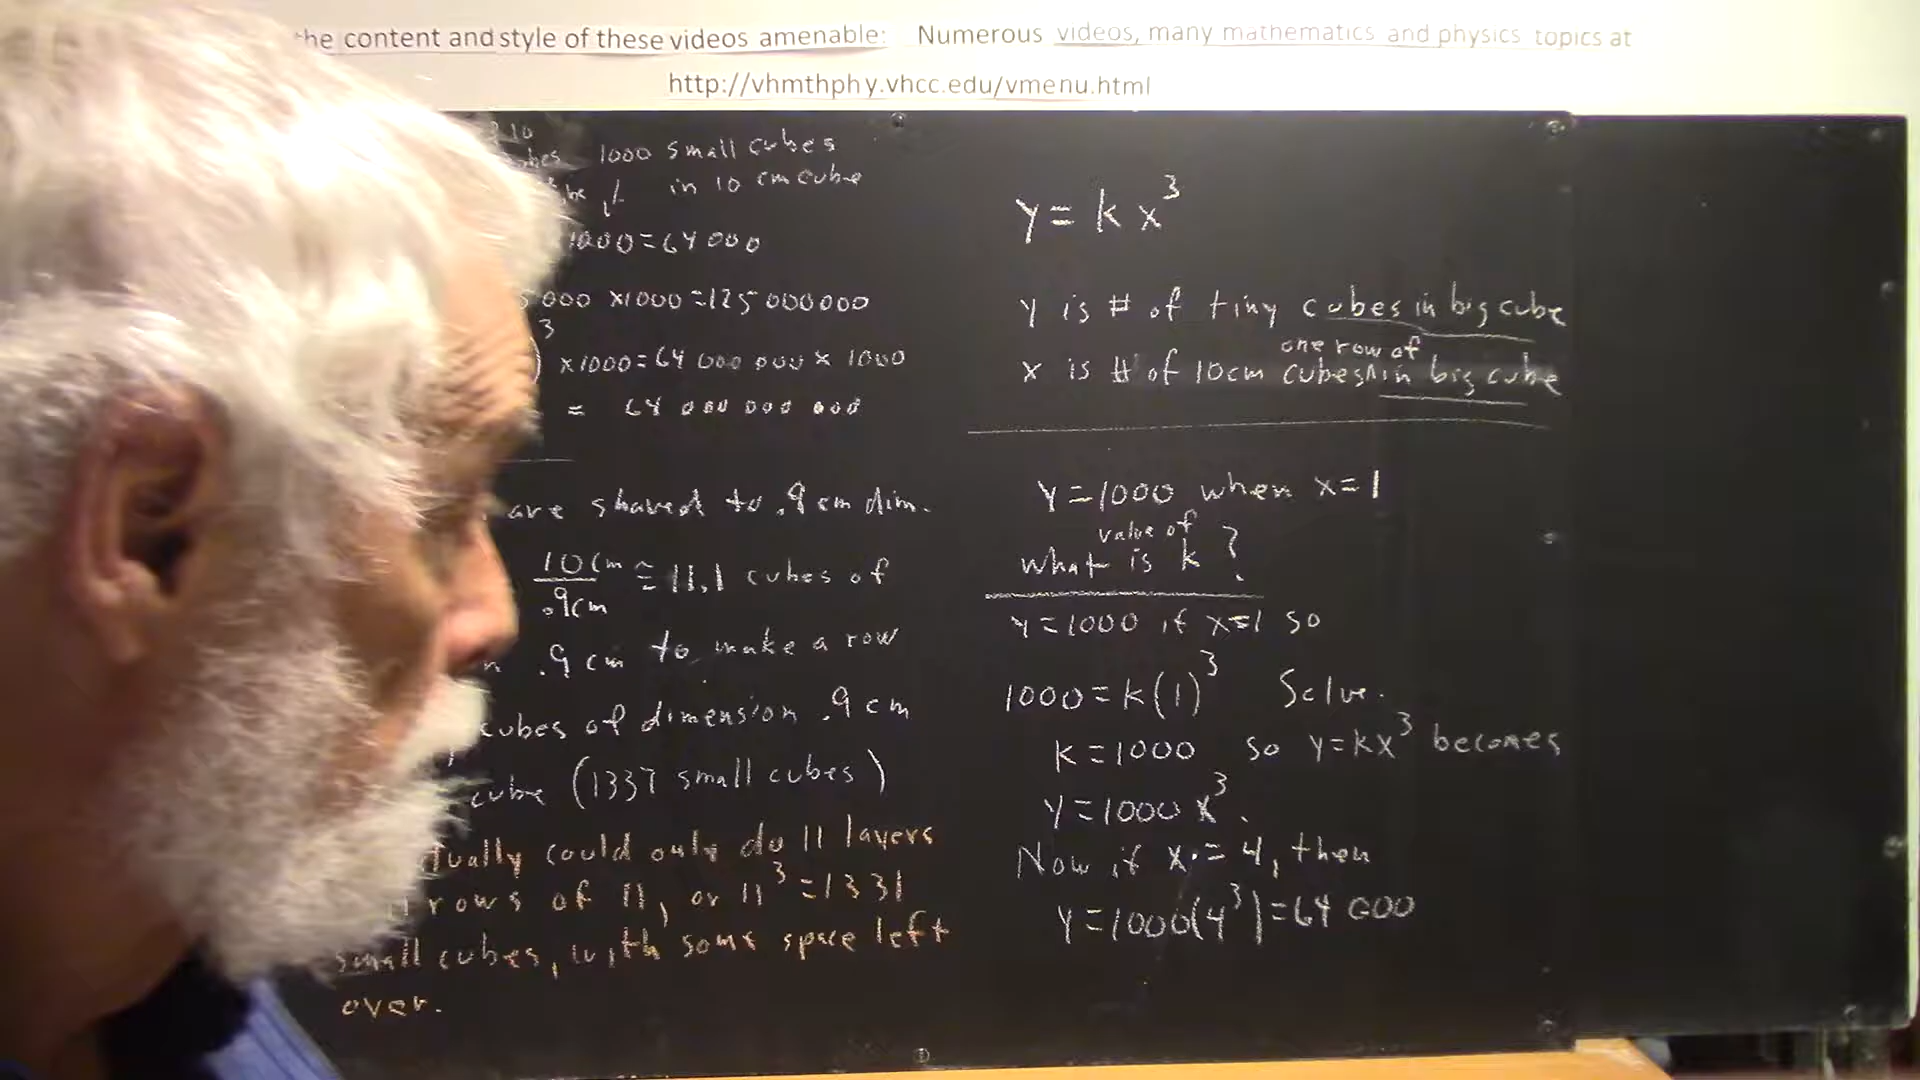 the content and style of these videos amenable: Numerous videos, many mathematics and physics topics at
http://vhmthphy.vhcc.edu/vmenu.html
10
1000 small cubes
in 10 cm cube
1000=64 000
000 x1000=125 000000
)³ x1000=64 000 000 x 1000
= 64 000 000 000
are shaved to .9 cm dim.
10cm/.9cm ≅ 11.1 cubes of
.9 cm to make a row
cubes of dimension .9 cm
cube (1337 small cubes)
could only do 11 layers
rows of 11, or 11³=1331
small cubes, with some space left
over.
y = k x³
y is # of tiny cubes in big cube
one row of
x is # of 10cm cubes ∧ in big cube
y=1000 when x=1
value of
what is k ?
y=1000 if x=1 so
1000=k(1)³ Solve.
k=1000 so y=kx³ becomes
y=1000 x³.
Now if x = 4, then
y=1000(4³)=64 000